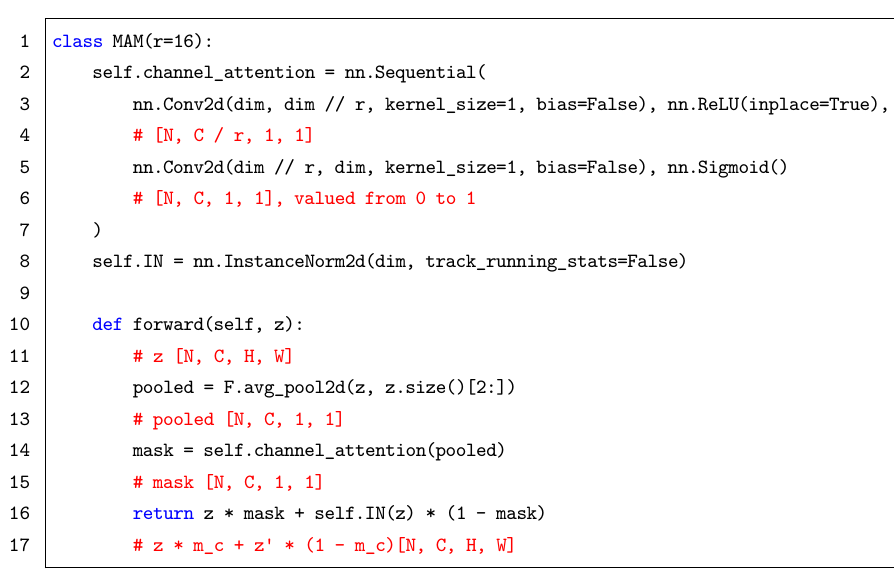 1 class MAM(r=16):
2 self.channel_attention = nn.Sequential(
3 nn.Conv2d(dim, dim // r, kernel_size=1, bias=False), nn.ReLU(inplace=True),
4 # [N, C / r, 1, 1]
5 nn.Conv2d(dim // r, dim, kernel_size=1, bias=False), nn.Sigmoid()
6 # [N, C, 1, 1], valued from 0 to 1
7 )
8 self.IN = nn.InstanceNorm2d(dim, track_running_stats=False)
9
10 def forward(self, z):
11 # z [N, C, H, W]
12 pooled = F.avg_pool2d(z, z.size()[2:])
13 # pooled [N, C, 1, 1]
14 mask = self.channel_attention(pooled)
15 # mask [N, C, 1, 1]
16 return z * mask + self.IN(z) * (1 - mask)
17 # z * m_c + z' * (1 - m_c)[N, C, H, W]